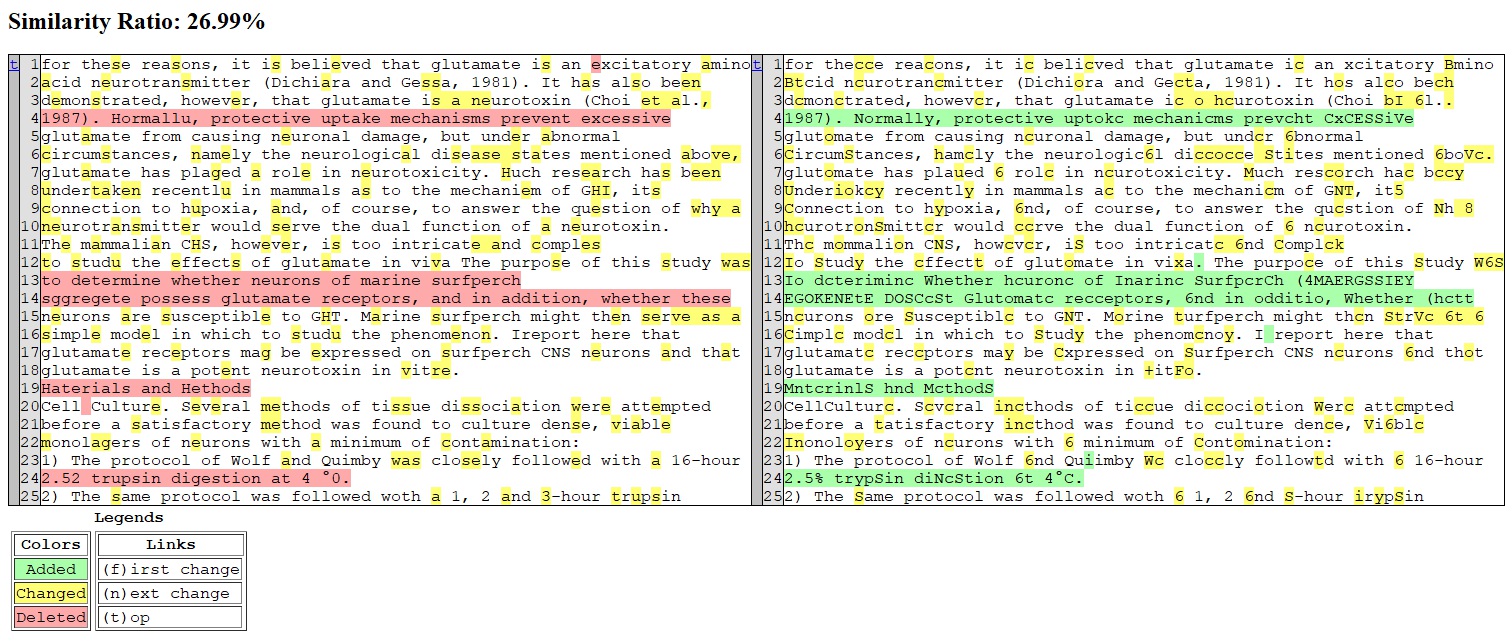 Similarity Ratio: 26.99%
t 1 for these reasons, it is believed that glutamate is an excitatory amino
2 acid neurotransmitter (Dichiara and Gessa, 1981). It has also been
3 demonstrated, however, that glutamate is a neurotoxin (Choi et al.,
4 1987). Hormallu, protective uptake mechanisms prevent excessive
5 glutamate from causing neuronal damage, but under abnormal
6 circumstances, namely the neurological disease states mentioned above,
7 glutamate has plaged a role in neurotoxicity. Huch research has been
8 undertaken recentlu in mammals as to the mechaniem of GHI, its
9 connection to hupoxia, and, of course, to answer the question of why a
10 neurotransmitter would serve the dual function of a neurotoxin.
11 The mammalian CHS, however, is too intricate and comples
12 to studu the effects of glutamate in viva The purpose of this study was
13 to determine whether neurons of marine surfperch
14 sggregete possess glutamate receptors, and in addition, whether these
15 neurons are susceptible to GHT. Marine surfperch might then serve as a
16 simple model in which to studu the phenomenon. Ireport here that
17 glutamate receptors mag be expressed on surfperch CNS neurons and that
18 glutamate is a potent neurotoxin in vitre.
19 Haterials and Hethods
20 Cell Culture. Several methods of tissue dissociation were attempted
21 before a satisfactory method was found to culture dense, viable
22 monolagers of neurons with a minimum of contamination:
23 1) The protocol of Wolf and Quimby was closely followed with a 16-hour
24 2.52 trupsin digestion at 4 °0.
25 2) The same protocol was followed woth a 1, 2 and 3-hour trupsin
t 1 for thecce reacons, it ic belicved that glutamate ic an xcitatory Bmino
2 Btcid ncurotrancmitter (Dichiora and Gecta, 1981). It hos alco bech
3 dcmonctrated, howevcr, that glutamate ic o hcurotoxin (Choi bI 6l..
4 1987). Normally, protective uptokc mechanicms prevcht CxCESSiVe
5 glutomate from causing ncuronal damage, but undcr 6bnormal
6 CircumStances, hamcly the neurologic6l diccocce Stites mentioned 6boVc.
7 glutomate has plaued 6 rolc in ncurotoxicity. Much rescorch hac bccy
8 Underiokcy recently in mammals ac to the mechanicm of GNT, it5
9 Connection to hypoxia, 6nd, of course, to answer the qucstion of Nh 8
10 hcurotronSmittcr would ccrve the dual function of 6 ncurotoxin.
11 Thc mommalion CNS, howcvcr, iS too intricatc 6nd Complck
12 Io Study the cffectt of glutomate in vixa. The purpoce of this Study W6S
13 Io dcteriminc Whether hcuronc of Inarinc SurfpcrCh (4MAERGSSIEY
14 EGOKENEtE DOSCcSt Glutomatc recceptors, 6nd in odditio, Whether (hctt
15 ncurons ore Susceptiblc to GNT. Morine turfperch might thcn StrVc 6t 6
16 Cimplc modcl in which to Study the phenomcnoy. I report here that
17 glutamatc reccptors may be Cxpressed on Surfperch CNS ncurons 6nd thot
18 glutamate is a potcnt neurotoxin in +itFo.
19 MntcrinlS hnd McthodS
20 CellCulturc. Scvcral incthods of ticcue diccociotion Werc attcmpted
21 before a tatisfactory incthod was found to culture dence, Vi6blc
22 Inonoloyers of ncurons with 6 minimum of Contomination:
23 1) The protocol of Wolf 6nd Quiimby Wc cloccly followtd with 6 16-hour
24 2.5% trypSin diNcStion 6t 4°C.
25 2) The Same protocol was followed woth 6 1, 2 6nd S-hour irypSin
Legends
Colors Links
Added (f)irst change
Changed (n)ext change
Deleted (t)op